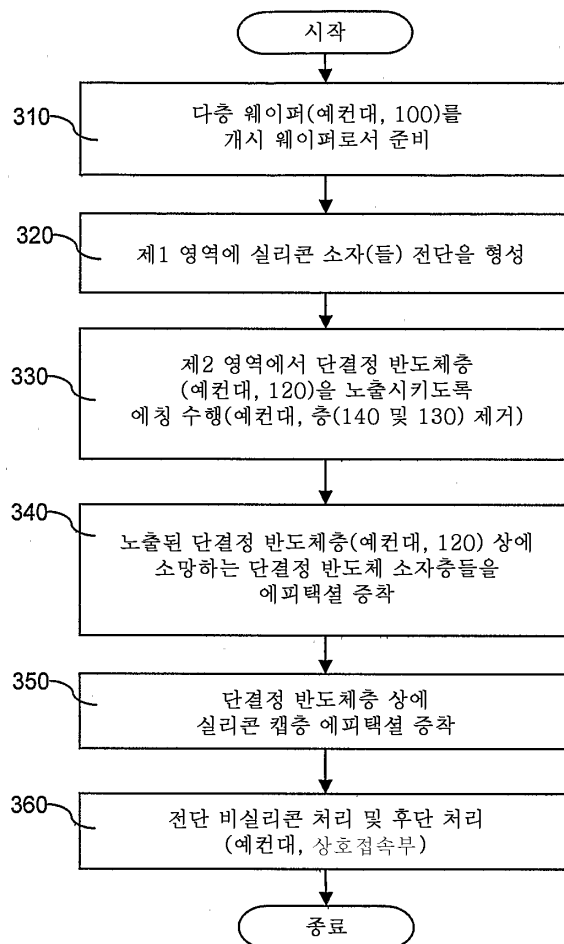 시작
310
다층 웨이퍼(예컨대, 100)를
개시 웨이퍼로서 준비
320
제1 영역에 실리콘 소자(들) 전단을 형성
330
제2 영역에서 단결정 반도체층
(예컨대, 120)을 노출시키도록
에칭 수행(예컨대, 층(140 및 130) 제거)
340
노출된 단결정 반도체층(예컨대, 120) 상에
소망하는 단결정 반도체 소자층들을
에피택셜 증착
350
단결정 반도체층 상에
실리콘 캡층 에피택셜 증착
360
전단 비실리콘 처리 및 후단 처리
(예컨대, 상호접속부)
종료